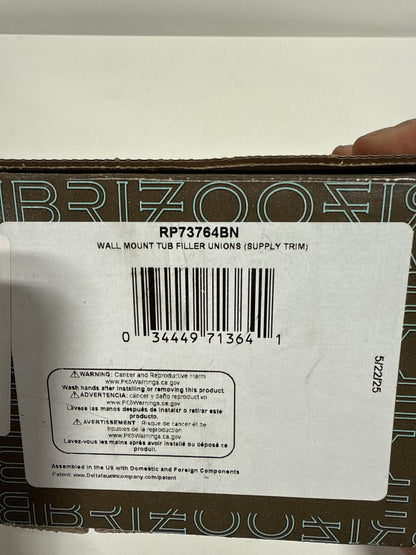 BRIZO
RP73764BN
WALL MOUNT TUB FILLER UNIONS (SUPPLY TRIM)
0 34449 71364 1
5/22/25
⚠WARNING: Cancer and Reproductive Harm
www.P65Warnings.ca.gov
Wash hands after installing or removing this product.
⚠ADVERTENCIA: cáncer y daño reproductivo
www.P65Warnings.ca.gov
Lávese las manos después de instalar o retirar este
producto.
⚠AVERTISSEMENT: Risque de cancer et de
troubles de la reproduction
www.P65Warnings.ca.gov
Lavez-vous les mains après avoir installé ou déposé ce
produit.
Assembled in the US with Domestic and Foreign Components
Patent: www.Deltafaucetcompany.com/patent